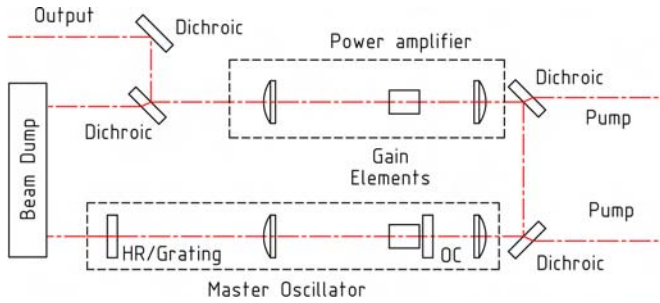 Output
Dichroic
Power amplifier
Dichroic
Dichroic
Pump
Beam Dump
Gain
Elements
Pump
HR/Grating
OC
Dichroic
Master Oscillator